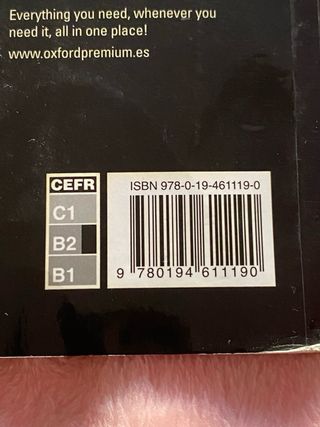 Everything you need, whenever you
need it, all in one place!
www.oxfordpremium.es
CEFR
C1
B2
B1
ISBN 978-0-19-461119-0
9 780194 611190